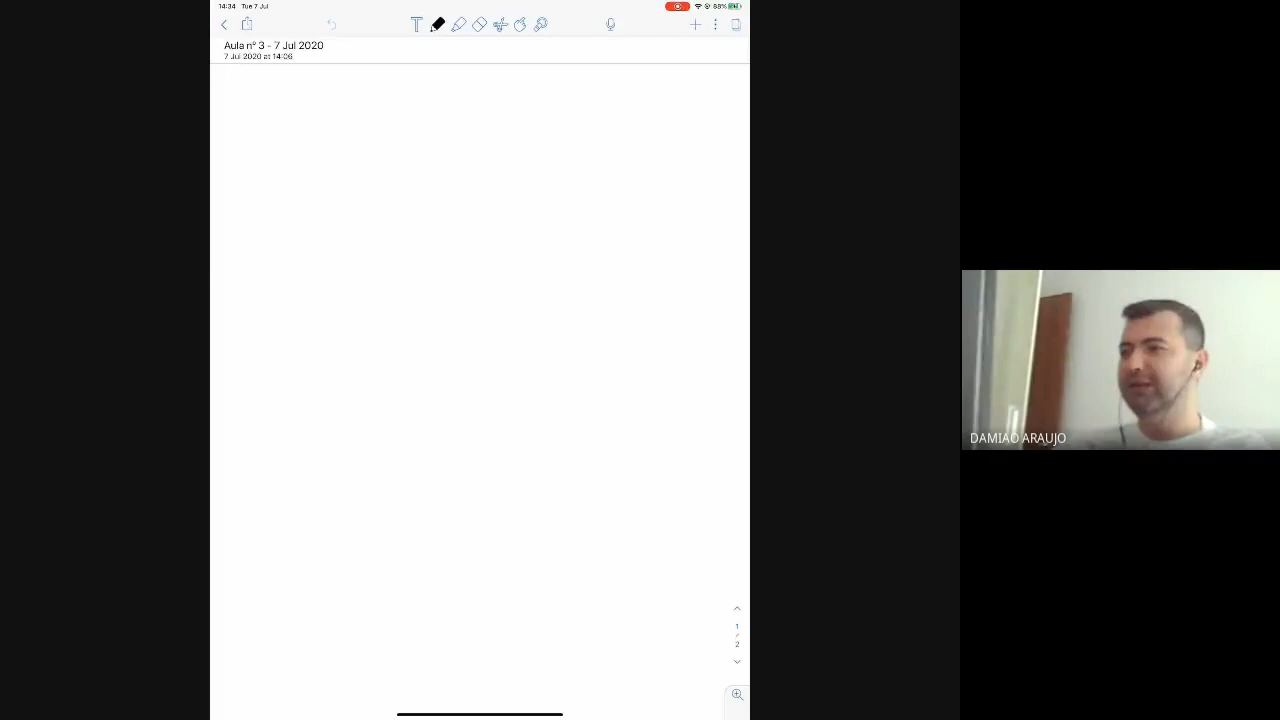 14:34 Tue 7 Jul
88%
Aula nº 3 - 7 Jul 2020
7 Jul 2020 at 14:06
T
1
/
2
DAMIAO ARAUJO